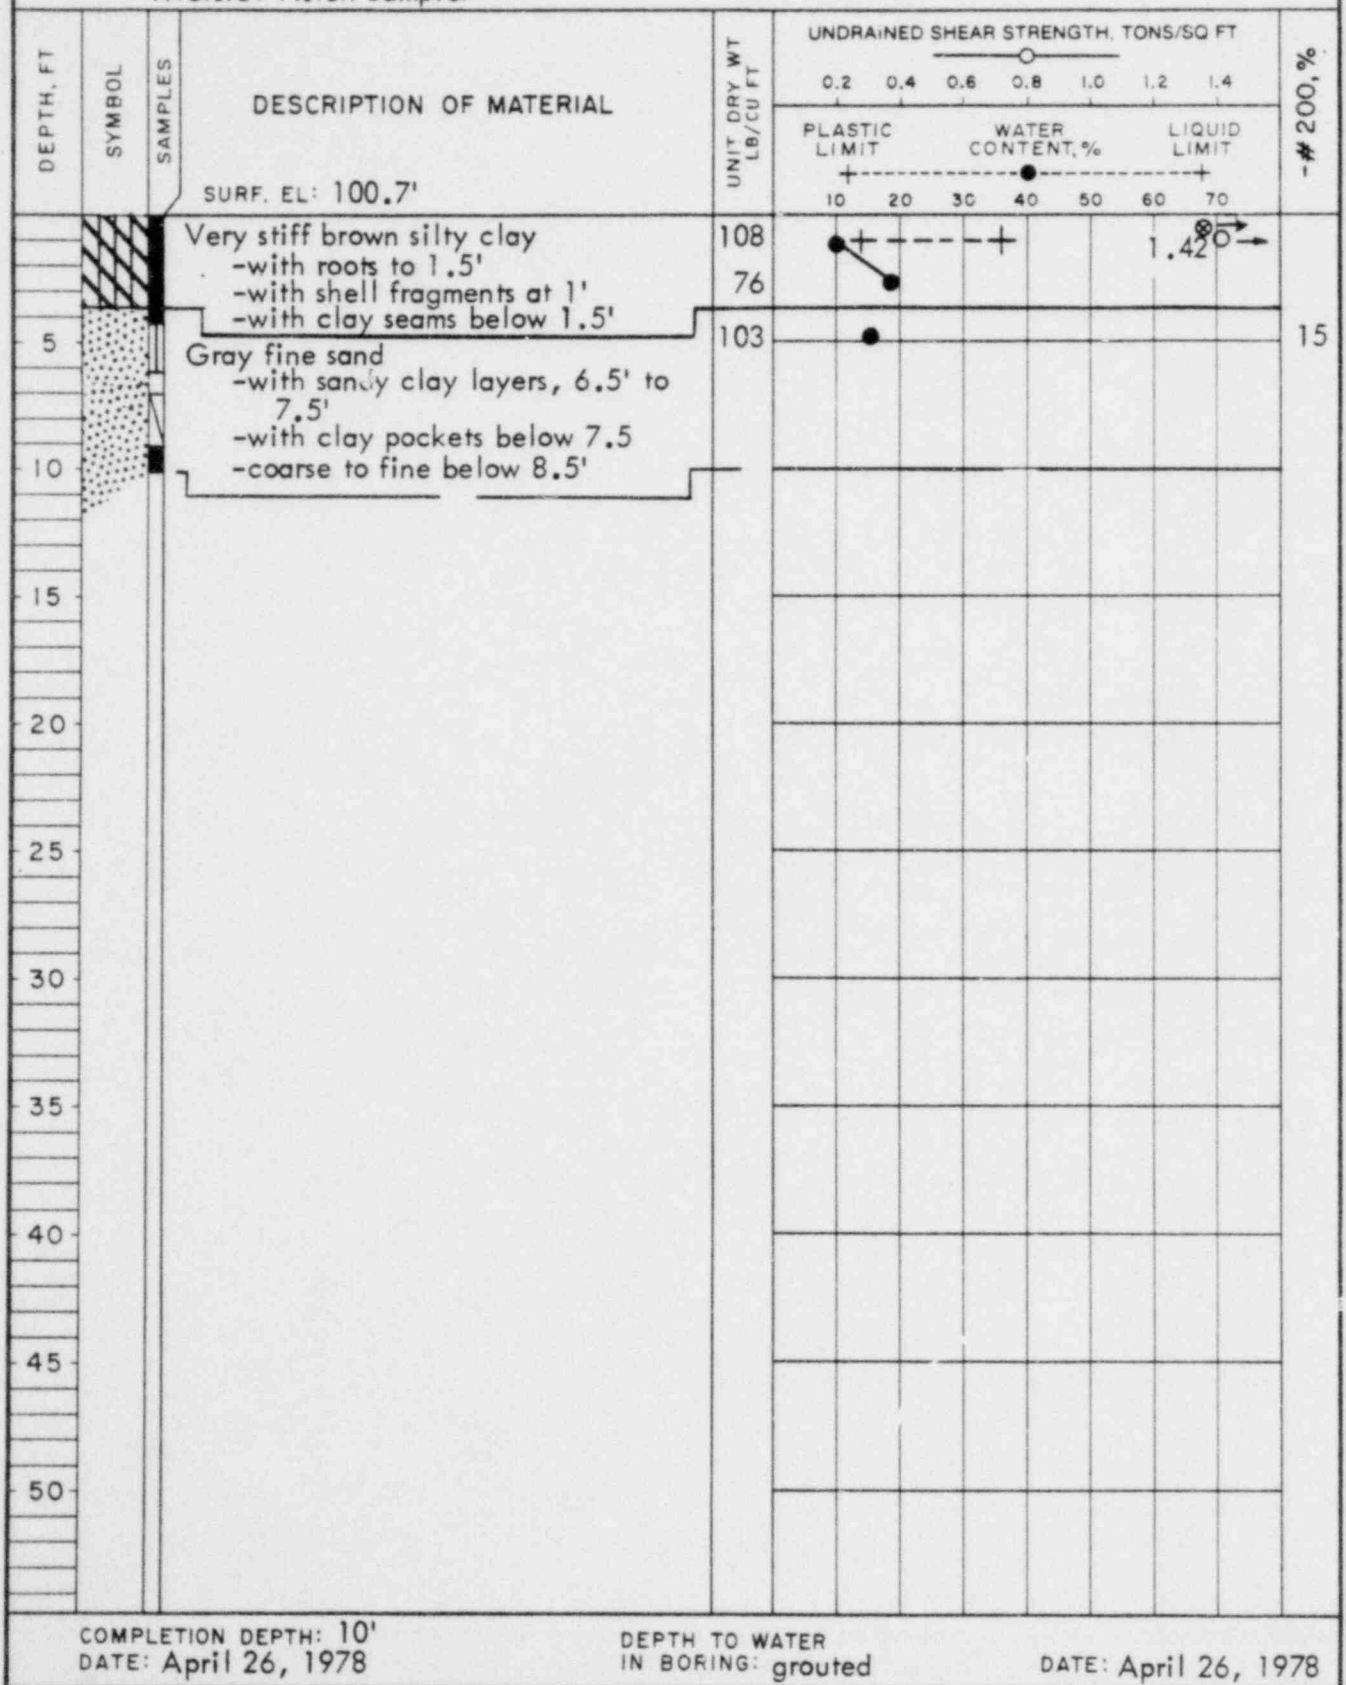 DEPTH, FT
SYMBOL
SAMPLES
DESCRIPTION OF MATERIAL
SURF. EL: 100.7'
UNIT DRY WT
LB/CU FT
UNDRAINED SHEAR STRENGTH, TONS/SQ FT
0.2 0.4 0.6 0.8 1.0 1.2 1.4
PLASTIC LIMIT
WATER CONTENT, %
LIQUID LIMIT
10 20 30 40 50 60 70
-#200, %
Very stiff brown silty clay
-with roots to 1.5'
-with shell fragments at 1'
-with clay seams below 1.5'
108
76
1.42
5
Gray fine sand
-with sandy clay layers, 6.5' to
7.5'
-with clay pockets below 7.5
-coarse to fine below 8.5'
103
15
10
15
20
25
30
35
40
45
50
COMPLETION DEPTH: 10'
DATE: April 26, 1978
DEPTH TO WATER
IN BORING: grouted
DATE: April 26, 1978